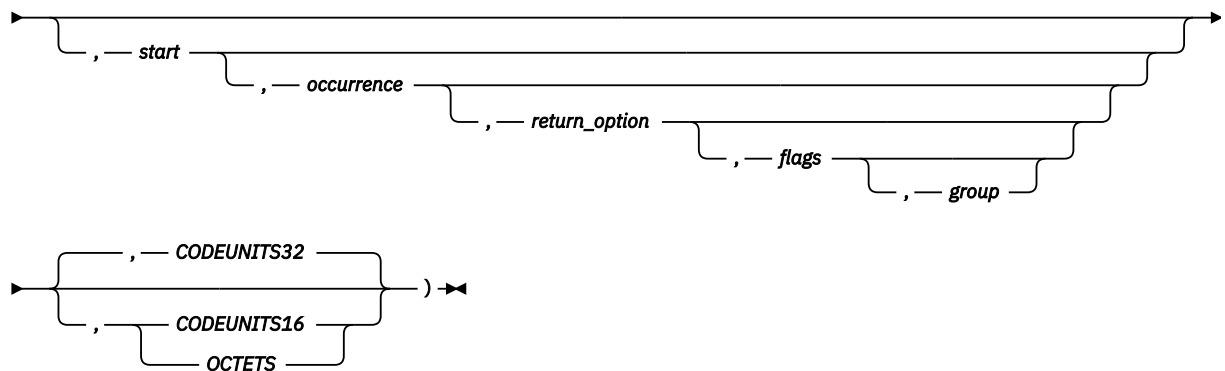 , start
, occurrence
, return_option
, flags
, group
, CODEUNITS32
)
, CODEUNITS16
OCTETS